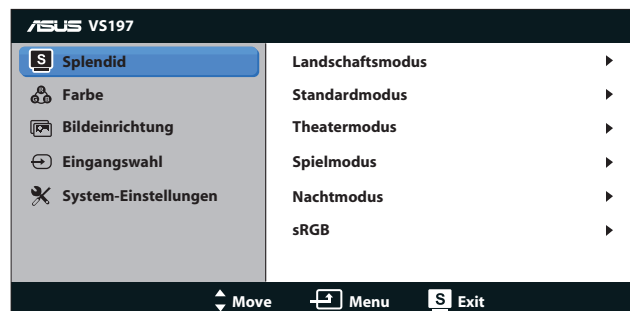 ASUS VS197
S Splendid
Farbe
Bildeinrichtung
Eingangswahl
System-Einstellungen
Landschaftsmodus
Standardmodus
Theatermodus
Spielmodus
Nachtmodus
sRGB
Move Menu S Exit